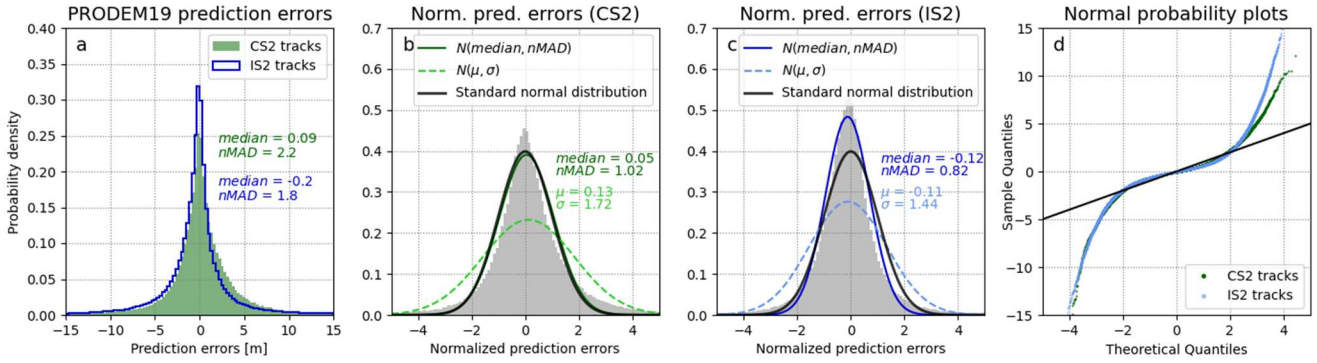 PRODEM19 prediction errors
a
CS2 tracks
IS2 tracks
median = 0.09
nMAD = 2.2
median = -0.2
nMAD = 1.8
Probability density
0.40
0.35
0.30
0.25
0.20
0.15
0.10
0.05
0.00
−15 −10 −5 0 5 10 15
Prediction errors [m]
Norm. pred. errors (CS2)
b
N(median, nMAD)
N(μ, σ)
Standard normal distribution
median = 0.05
nMAD = 1.02
μ = 0.13
σ = 1.72
0.7
0.6
0.5
0.4
0.3
0.2
0.1
0.0
−4 −2 0 2 4
Normalized prediction errors
Norm. pred. errors (IS2)
c
N(median, nMAD)
N(μ, σ)
Standard normal distribution
median = -0.12
nMAD = 0.82
μ = -0.11
σ = 1.44
0.7
0.6
0.5
0.4
0.3
0.2
0.1
0.0
−4 −2 0 2 4
Normalized prediction errors
Normal probability plots
d
Sample Quantiles
15
10
5
0
−5
−10
−15
CS2 tracks
IS2 tracks
−4 −2 0 2 4
Theoretical Quantiles